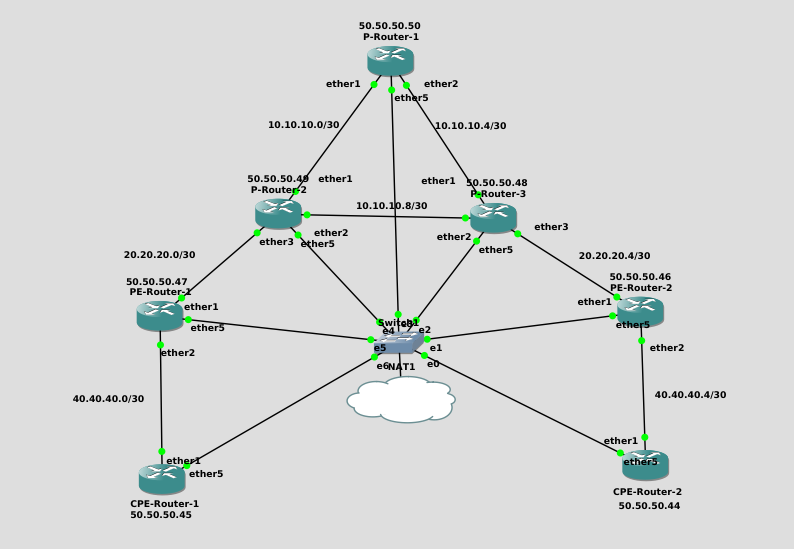 50.50.50.50
P-Router-1
ether1
ether2
ether5
10.10.10.0/30
10.10.10.4/30
50.50.50.49
P-Router-2
ether1
ether1
50.50.50.48
P-Router-3
10.10.10.8/30
ether2
ether3
ether5
ether2
ether5
ether3
20.20.20.0/30
20.20.20.4/30
50.50.50.47
PE-Router-1
ether1
ether5
ether2
50.50.50.46
PE-Router-2
ether1
ether5
ether2
Switch1
e4
e2
e5
e1
e6
e0
NAT1
40.40.40.0/30
40.40.40.4/30
ether1
ether5
CPE-Router-1
50.50.50.45
ether1
ether5
CPE-Router-2
50.50.50.44